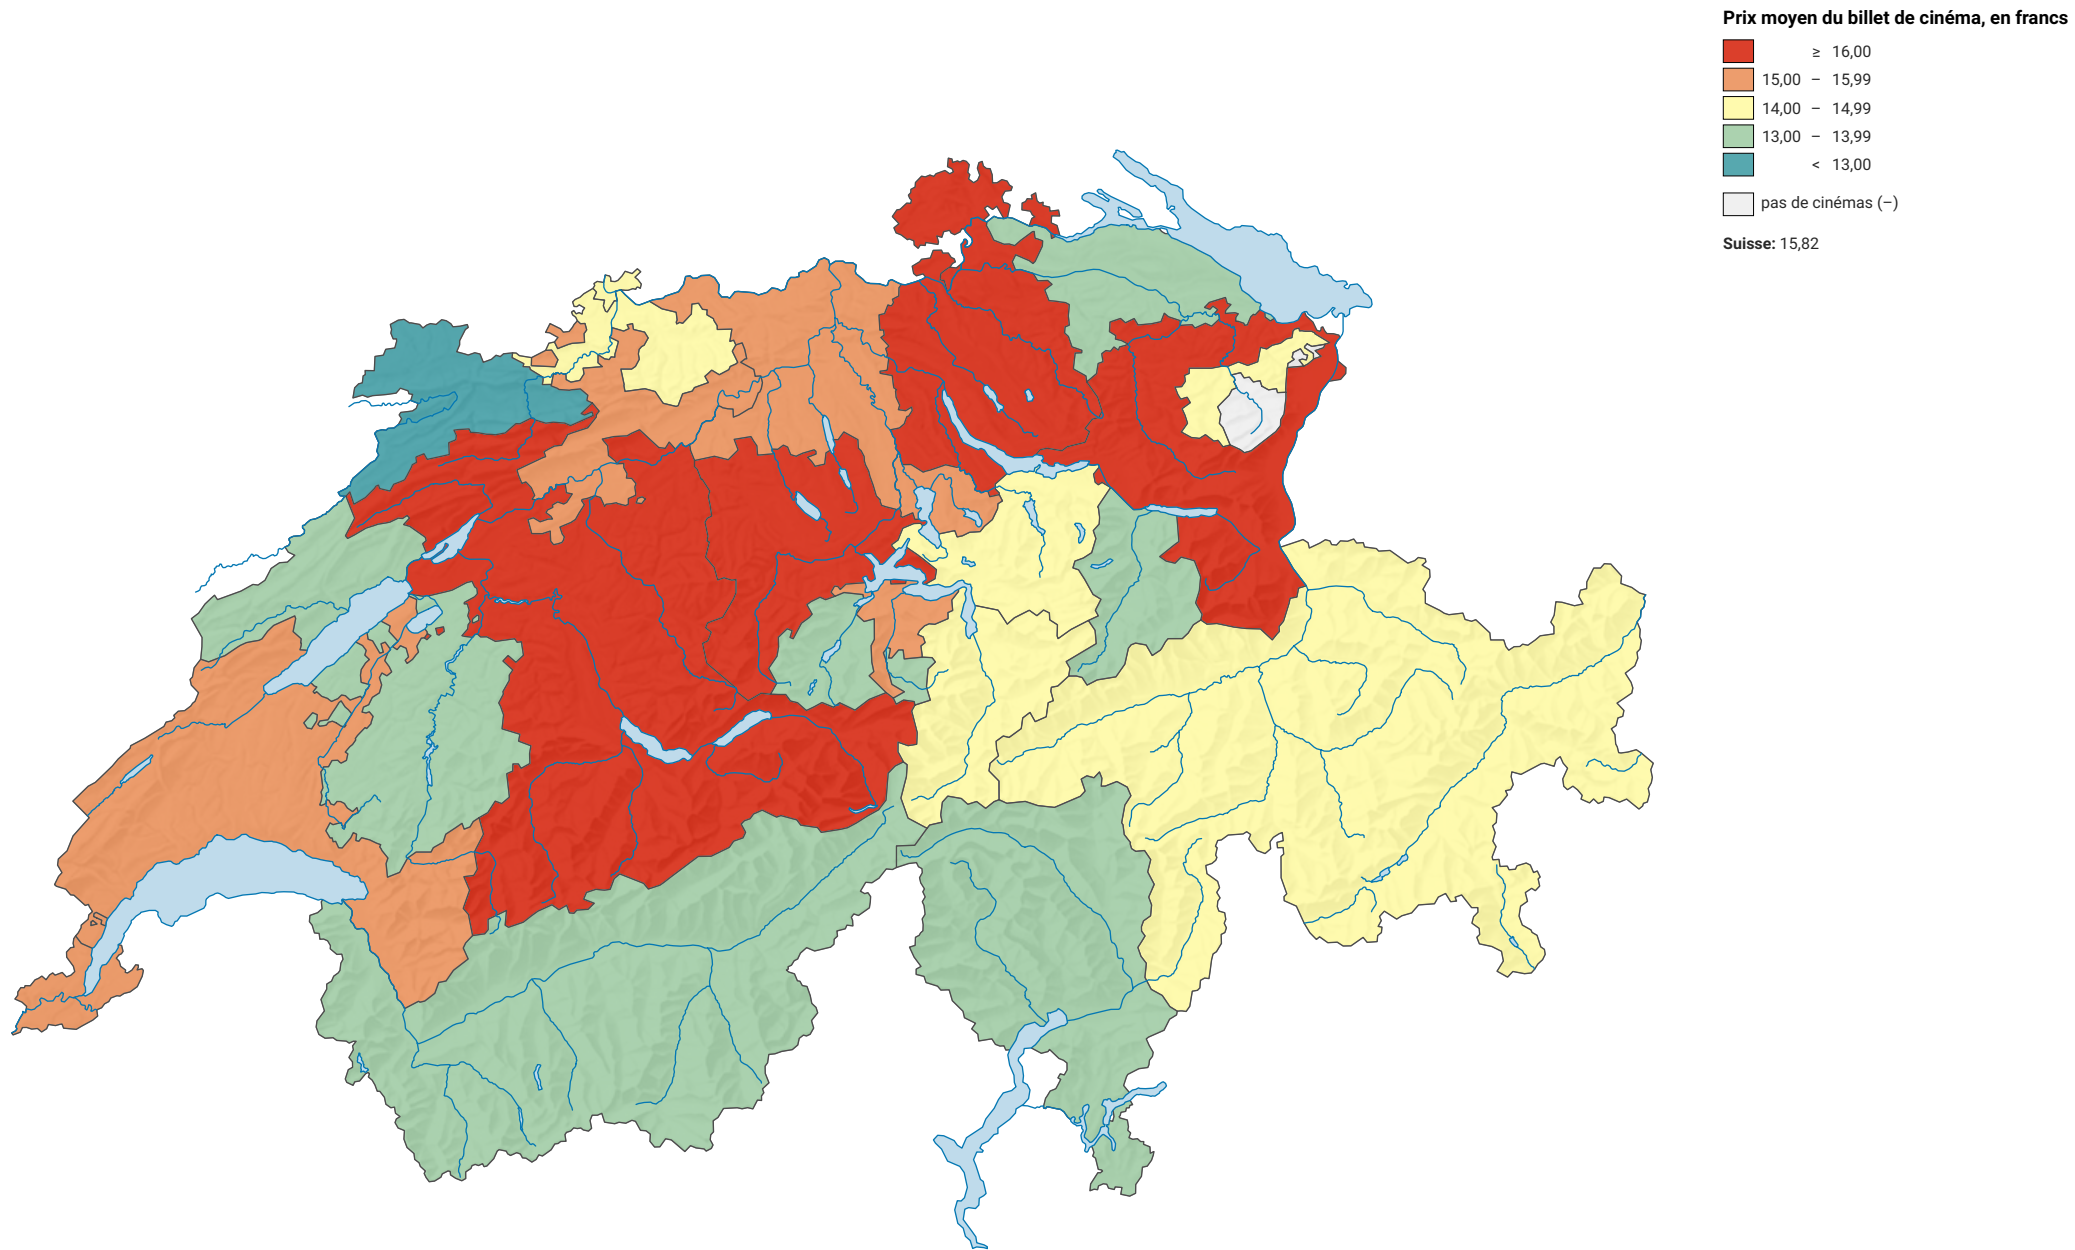 Prix moyen du billet de cinéma, en francs
≥ 16,00
15,00 – 15,99
14,00 – 14,99
13,00 – 13,99
< 13,00
pas de cinémas (–)
Suisse: 15,82